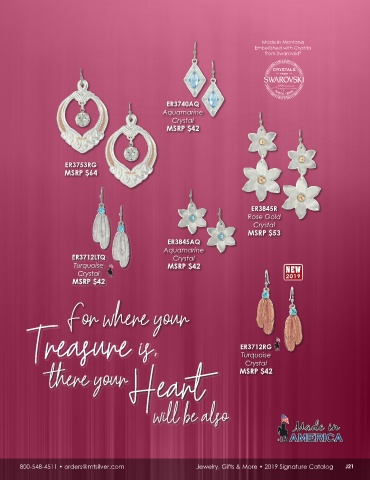 Made in Montana
Embellished with Crystals
from Swarovski®
CRYSTALS
FROM
SWAROVSKI
ER3740AQ
Aquamarine
Crystal
MSRP $42
ER3753RG
MSRP $64
ER3845R
Rose Gold
Crystal
MSRP $53
ER3845AQ
Aquamarine
Crystal
MSRP $42
ER3712LTQ
Turquoise
Crystal
MSRP $42
NEW
2019
ER3712RG
Turquoise
Crystal
MSRP $42
For where your
Treasure is,
there your Heart
will be also
Made in
AMERICA
800-548-4511 • orders@mtsilver.com
Jewelry, Gifts & More • 2019 Signature Catalog J21